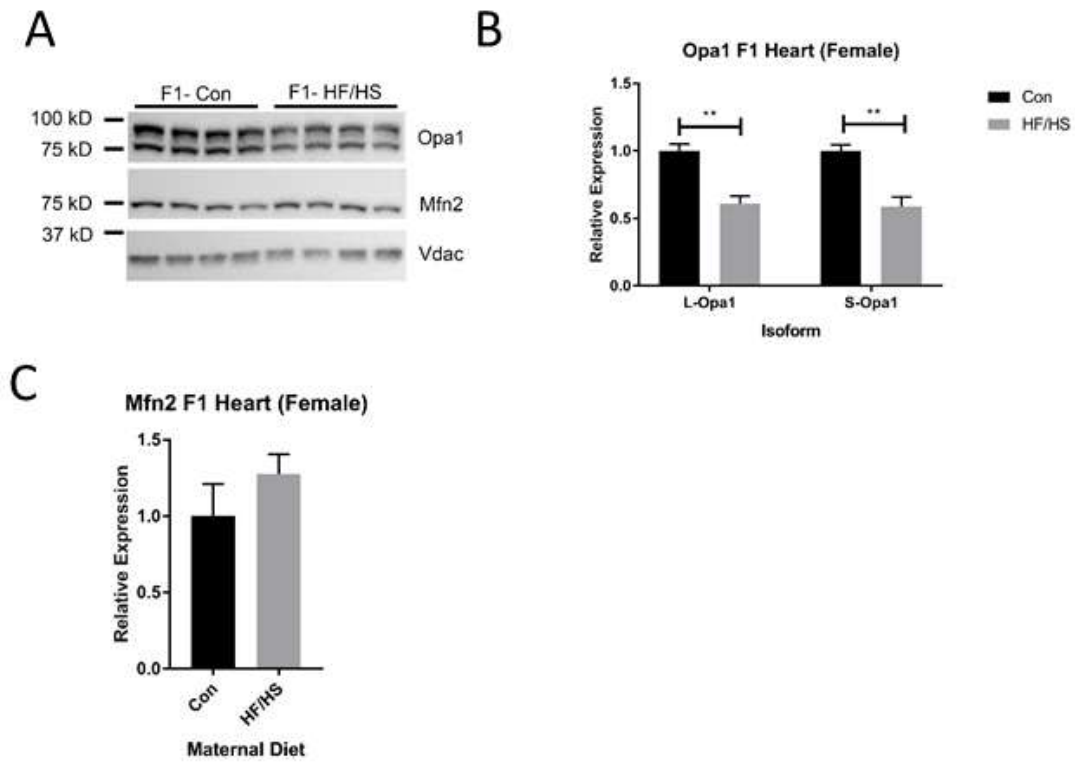 A
F1- Con F1- HF/HS
100 kD
75 kD
Opa1
75 kD
Mfn2
37 kD
Vdac
B
Opa1 F1 Heart (Female)
Relative Expression
1.5
1.0
0.5
0.0
** **
L-Opa1 S-Opa1
Isoform
Con
HF/HS
C
Mfn2 F1 Heart (Female)
Relative Expression
1.5
1.0
0.5
0.0
Con HF/HS
Maternal Diet